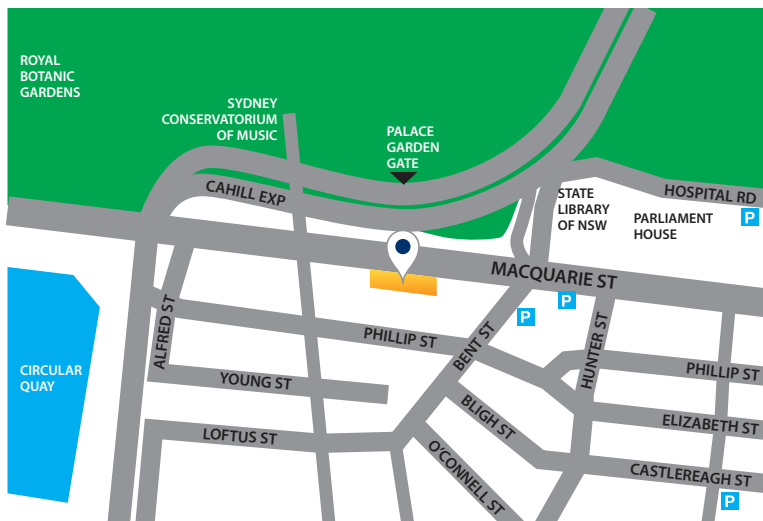 ROYAL
BOTANIC
GARDENS
SYDNEY
CONSERVATORIUM
OF MUSIC
PALACE
GARDEN
GATE
CAHILL EXP
STATE
LIBRARY
OF NSW
HOSPITAL RD
P
PARLIAMENT
HOUSE
MACQUARIE ST
P
P
ALFRED ST
PHILLIP ST
BENT ST
HUNTER ST
CIRCULAR
QUAY
YOUNG ST
PHILLIP ST
BLIGH ST
ELIZABETH ST
LOFTUS ST
O'CONNELL ST
CASTLEREAGH ST
P